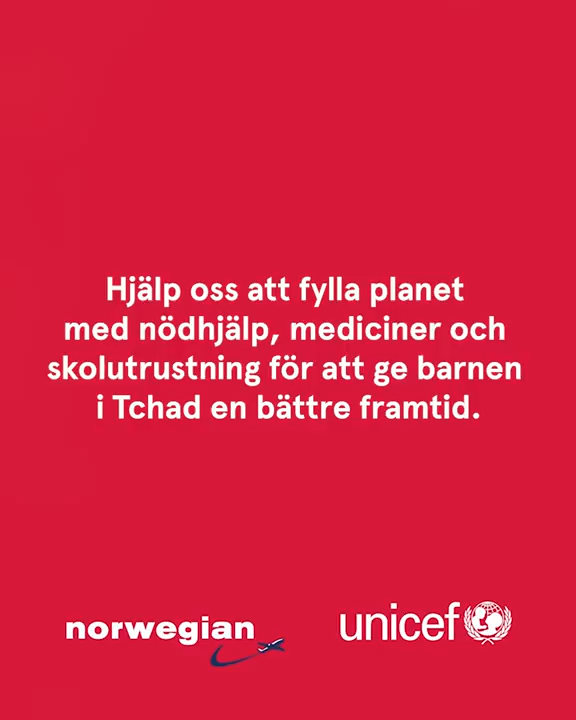 Hjälp oss att fylla planet
med nödhjälp, mediciner och
skolutrustning för att ge barnen
i Tchad en bättre framtid.
norwegian
unicef